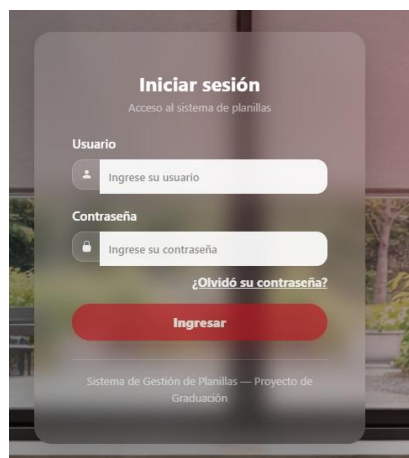 Iniciar sesión
Acceso al sistema de planillas
Usuario
Ingrese su usuario
Contraseña
Ingrese su contraseña
¿Olvidó su contraseña?
Ingresar
Sistema de Gestión de Planillas — Proyecto de
Graduación